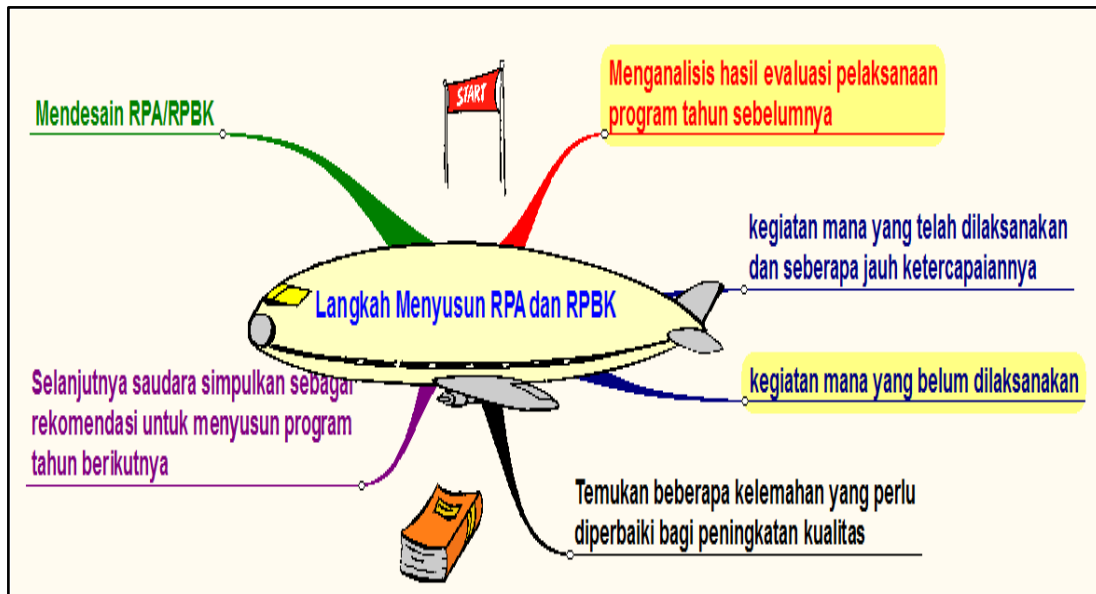 START
Menganalisis hasil evaluasi pelaksanaan
program tahun sebelumnya
Mendesain RPA/RPBK
kegiatan mana yang telah dilaksanakan
dan seberapa jauh ketercapaiannya
Langkah Menyusun RPA dan RPBK
kegiatan mana yang belum dilaksanakan
Selanjutnya saudara simpulkan sebagai
rekomendasi untuk menyusun program
tahun berikutnya
Temukan beberapa kelemahan yang perlu
diperbaiki bagi peningkatan kualitas